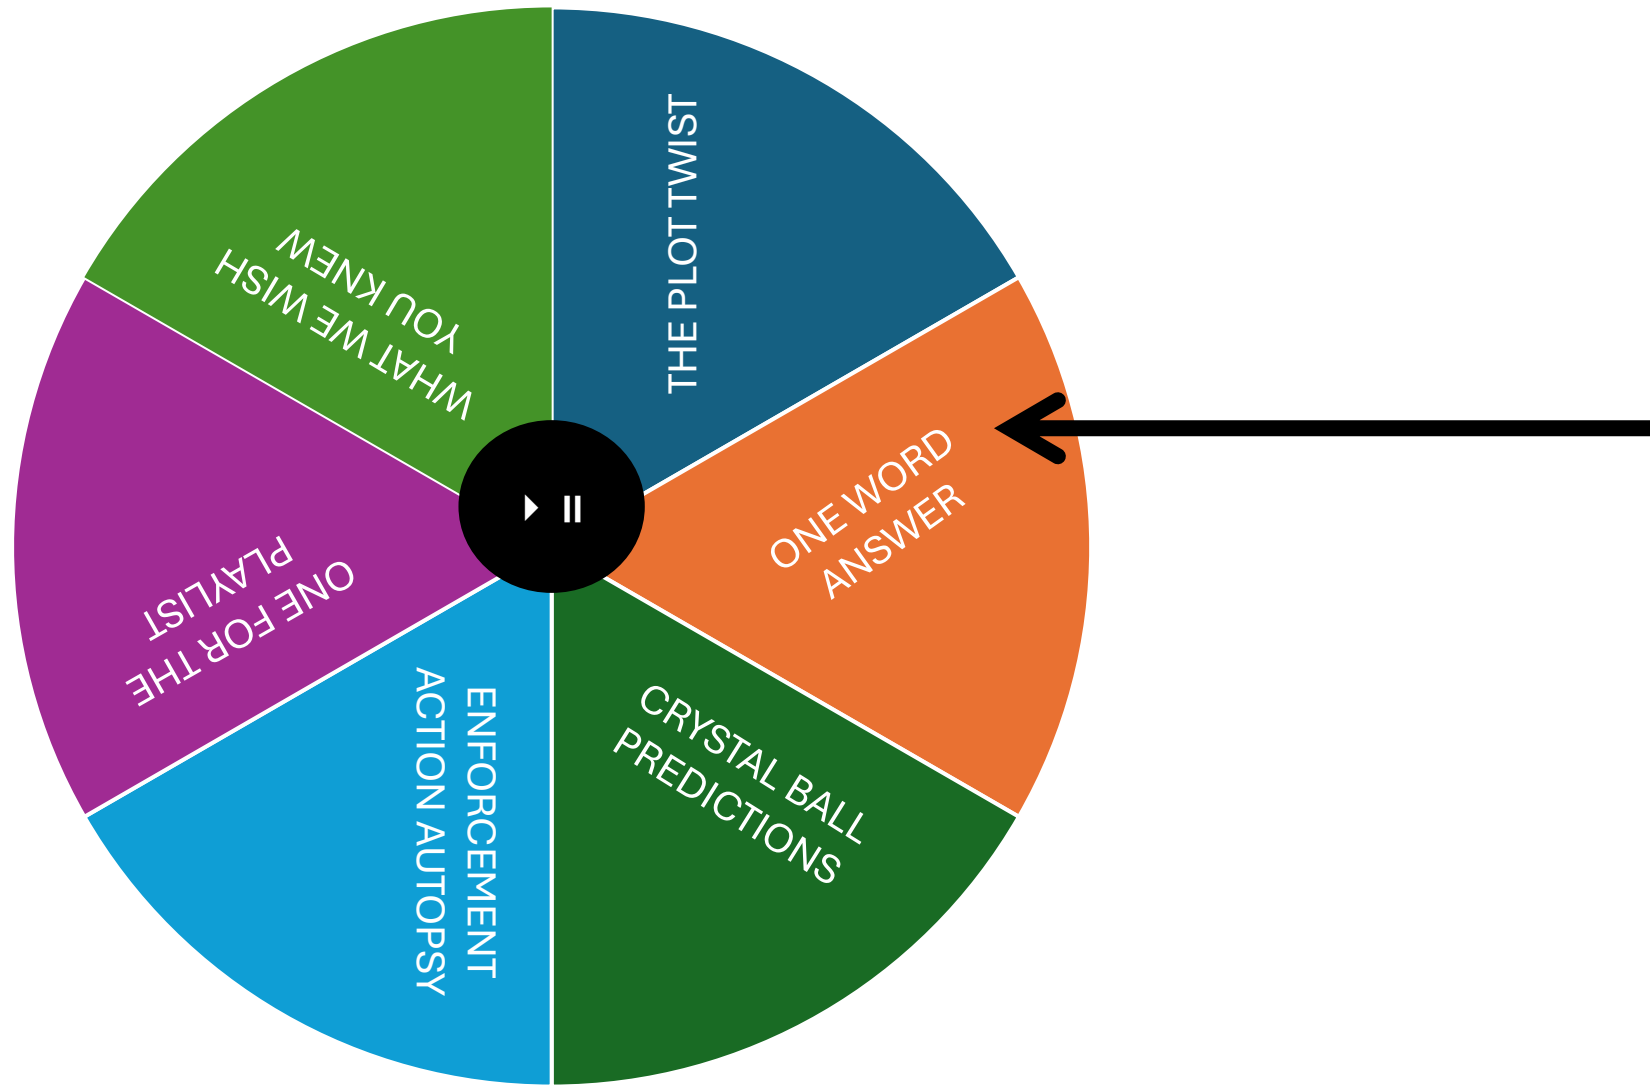 THE PLOT TWIST
ONE WORD
ANSWER
CRYSTAL BALL
PREDICTIONS
ENFORCEMENT
ACTION AUTOPSY
ONE FOR THE
PLAYLIST
WHAT WE WISH
YOU KNEW